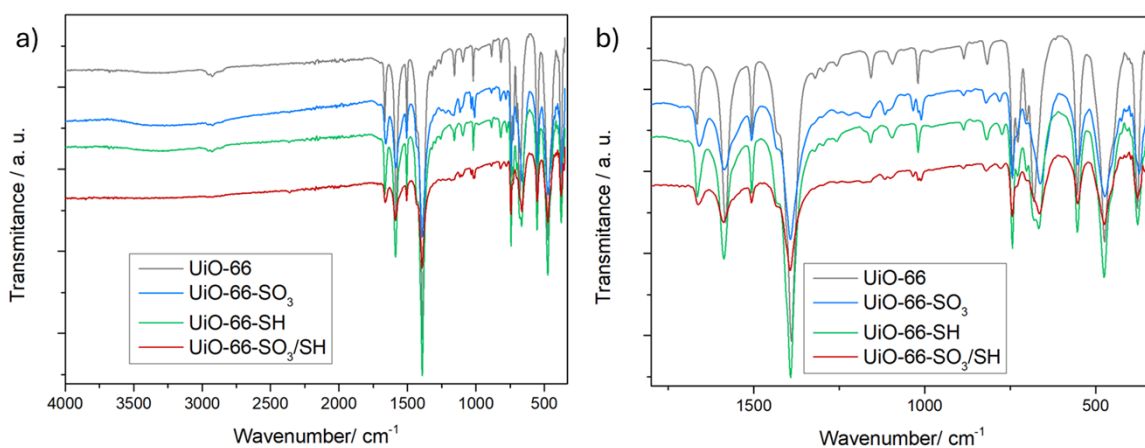 a)
Transmitance / a. u.
UiO-66
UiO-66-SO₃
UiO-66-SH
UiO-66-SO₃/SH
4000 3500 3000 2500 2000 1500 1000 500
Wavenumber/ cm⁻¹
b)
Transmitance / a. u.
UiO-66
UiO-66-SO₃
UiO-66-SH
UiO-66-SO₃/SH
1500 1000 500
Wavenumber/ cm⁻¹